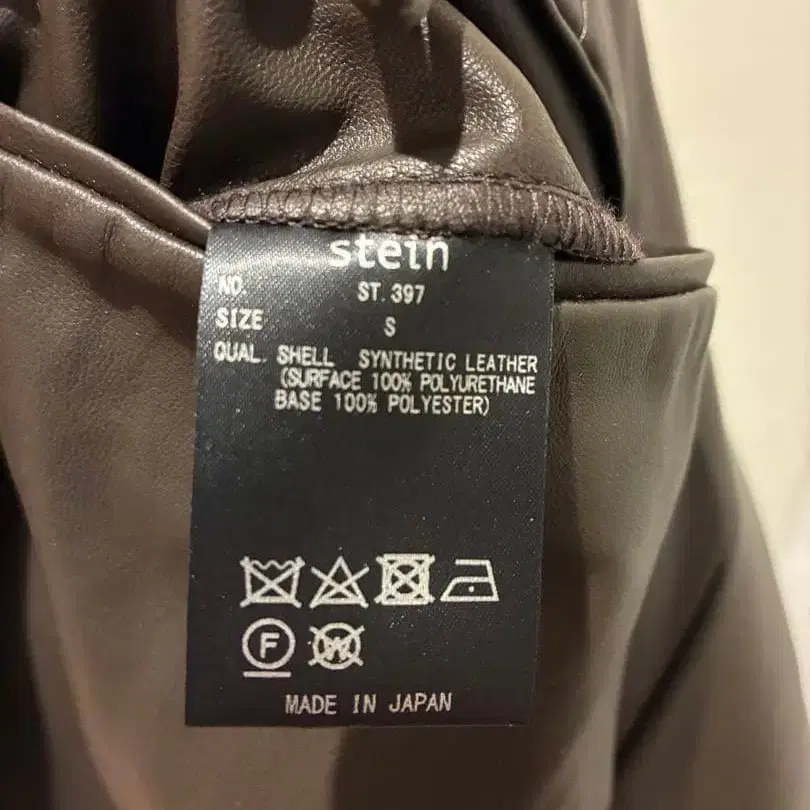 stein
NO. ST.397
SIZE S
QUAL. SHELL SYNTHETIC LEATHER
(SURFACE 100% POLYURETHANE
BASE 100% POLYESTER)
F W
MADE IN JAPAN